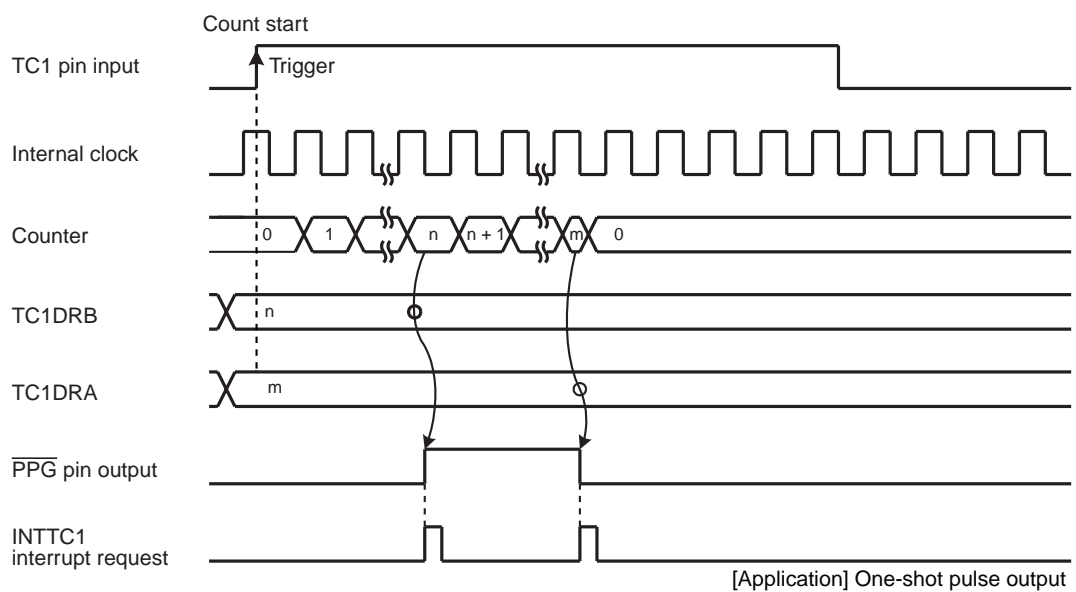 Count start
TC1 pin input
Trigger
Internal clock
Counter
0 1 n n + 1 m 0
TC1DRB
n
TC1DRA
m
PPG pin output
INTTC1
interrupt request
[Application] One-shot pulse output